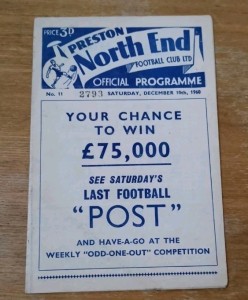 PRICE 3D
PRESTON
North End
FOOTBALL CLUB LTD
OFFICIAL PROGRAMME
No. 11 2793 SATURDAY, DECEMBER 10th, 1960
YOUR CHANCE
TO WIN
£75,000
SEE SATURDAY'S
LAST FOOTBALL
"POST"
AND HAVE-A-GO AT THE
WEEKLY "ODD-ONE-OUT" COMPETITION